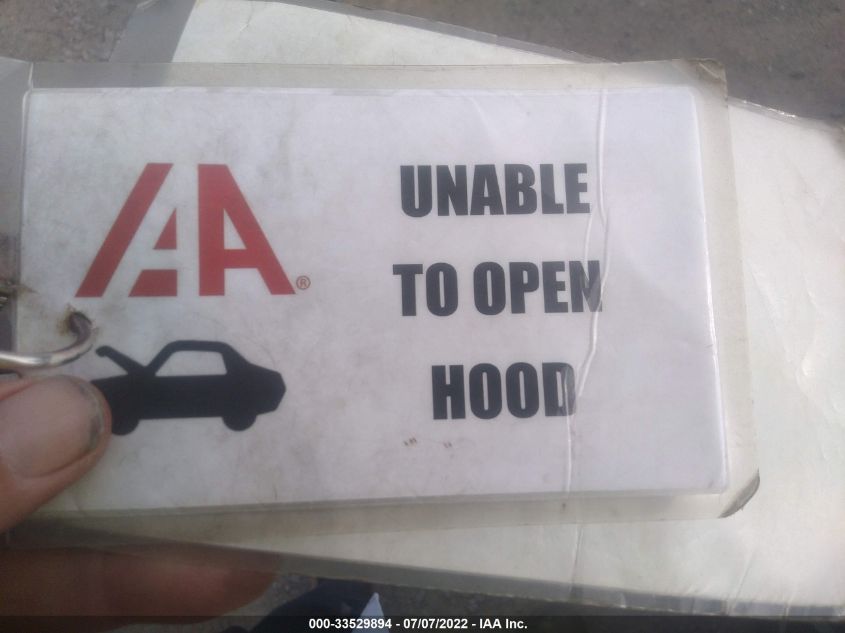 IAA®
UNABLE
TO OPEN
HOOD
000-33529894 - 07/07/2022 - IAA Inc.